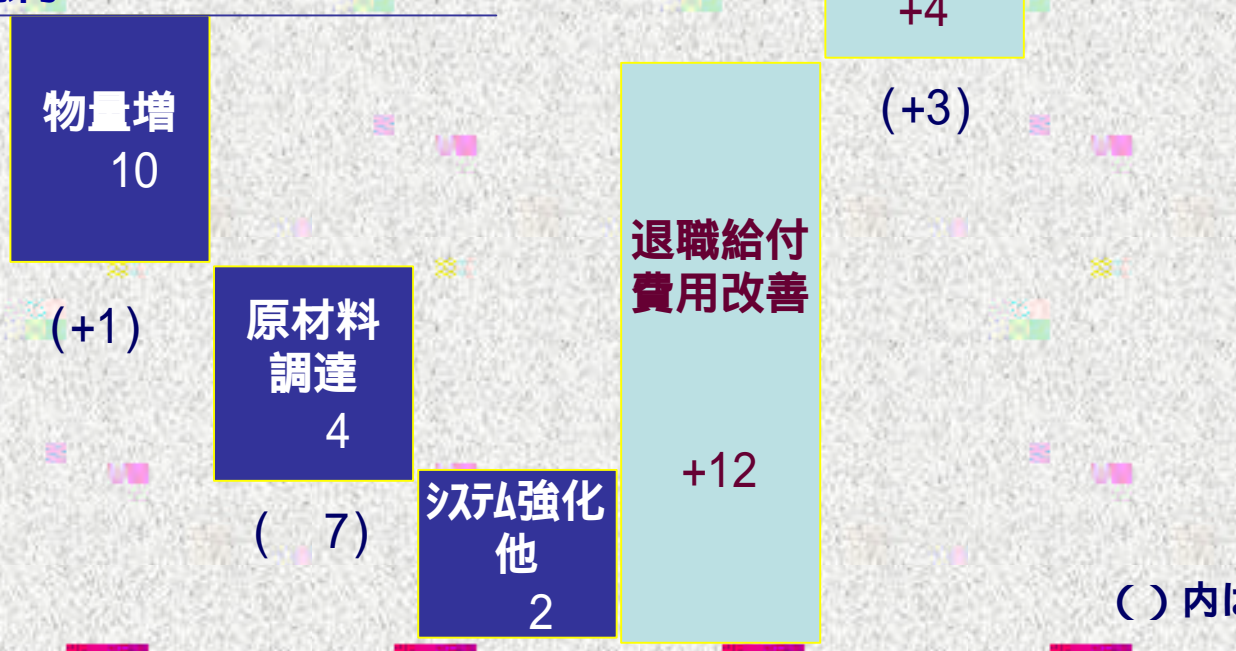 +4
物量増
10
(+3)
退職給付
費用改善
+12
(+1)
原材料
調達
4
( 7)
システム強化
他
2
( ) 内は